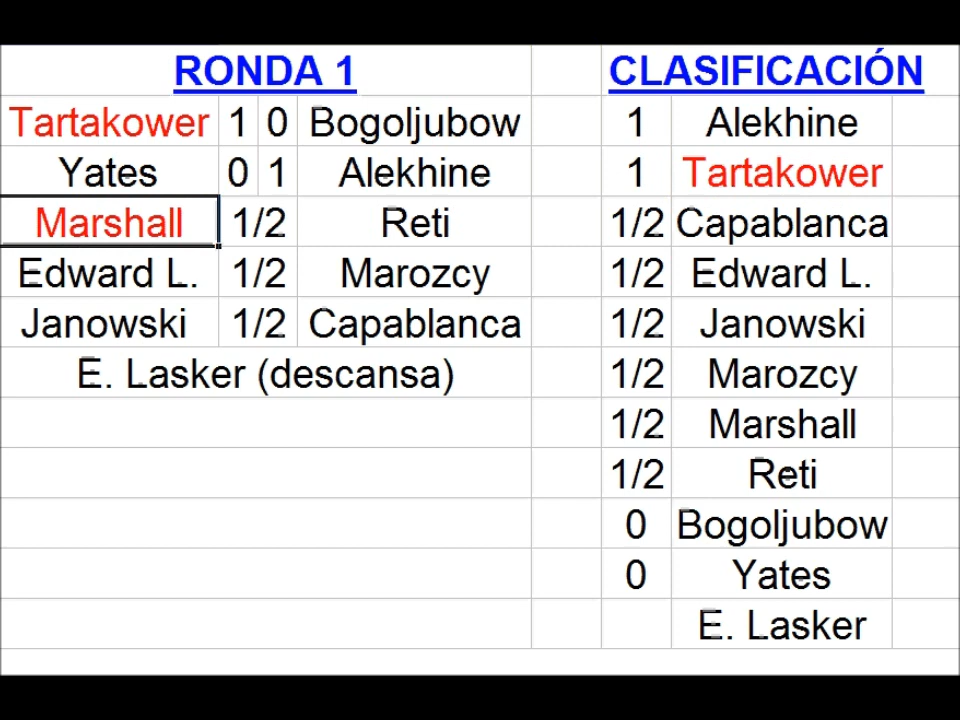 RONDA 1 CLASIFICACIÓN
Tartakower 1 0 Bogoljubow 1 Alekhine
Yates 0 1 Alekhine 1 Tartakower
Marshall 1/2 Reti 1/2 Capablanca
Edward L. 1/2 Marozcy 1/2 Edward L.
Janowski 1/2 Capablanca 1/2 Janowski
E. Lasker (descansa) 1/2 Marozcy
1/2 Marshall
1/2 Reti
0 Bogoljubow
0 Yates
E. Lasker